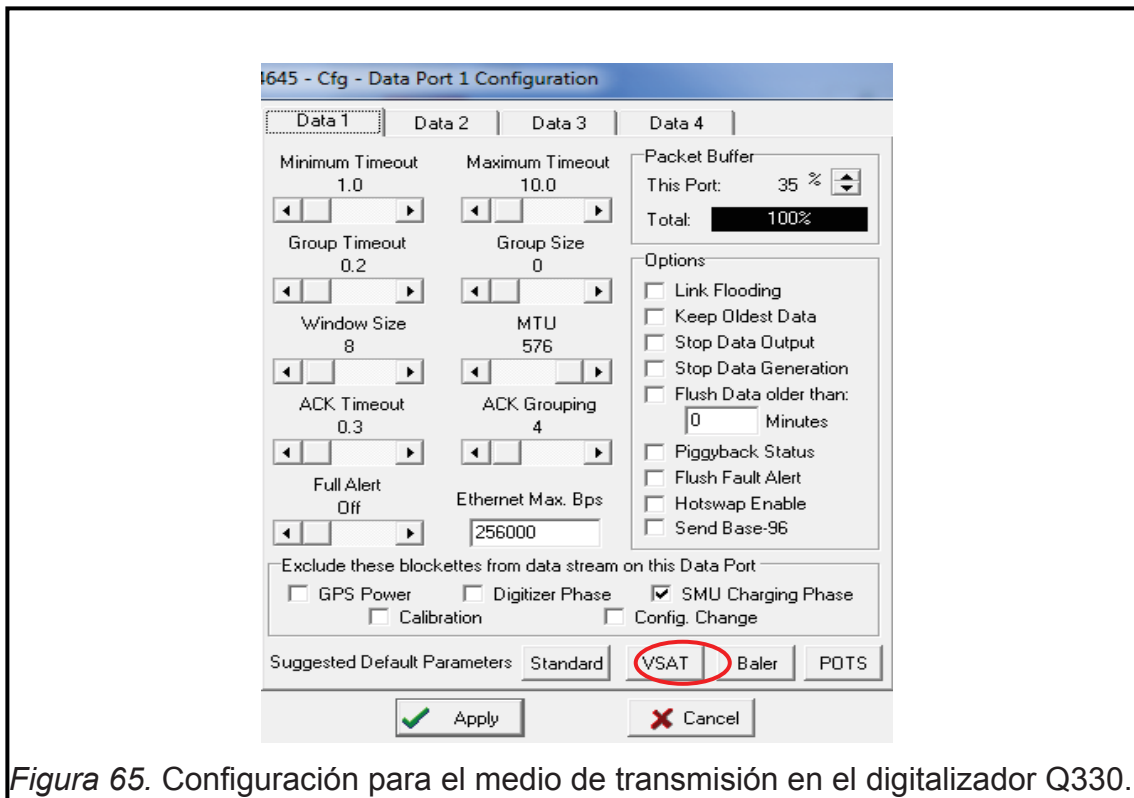 4645 - Cfg - Data Port 1 Configuration
Data 1 Data 2 Data 3 Data 4
Minimum Timeout Maximum Timeout
1.0 10.0
Group Timeout Group Size
0.2 0
Window Size MTU
8 576
ACK Timeout ACK Grouping
0.3 4
Full Alert Ethernet Max. Bps
Off
256000
Packet Buffer
This Port: 35 %
Total: 100%
Options
Link Flooding
Keep Oldest Data
Stop Data Output
Stop Data Generation
Flush Data older than:
0 Minutes
Piggyback Status
Flush Fault Alert
Hotswap Enable
Send Base-96
Exclude these blockettes from data stream on this Data Port
GPS Power Digitizer Phase SMU Charging Phase
Calibration Config. Change
Suggested Default Parameters Standard VSAT Baler POTS
Apply Cancel
Figura 65. Configuración para el medio de transmisión en el digitalizador Q330.